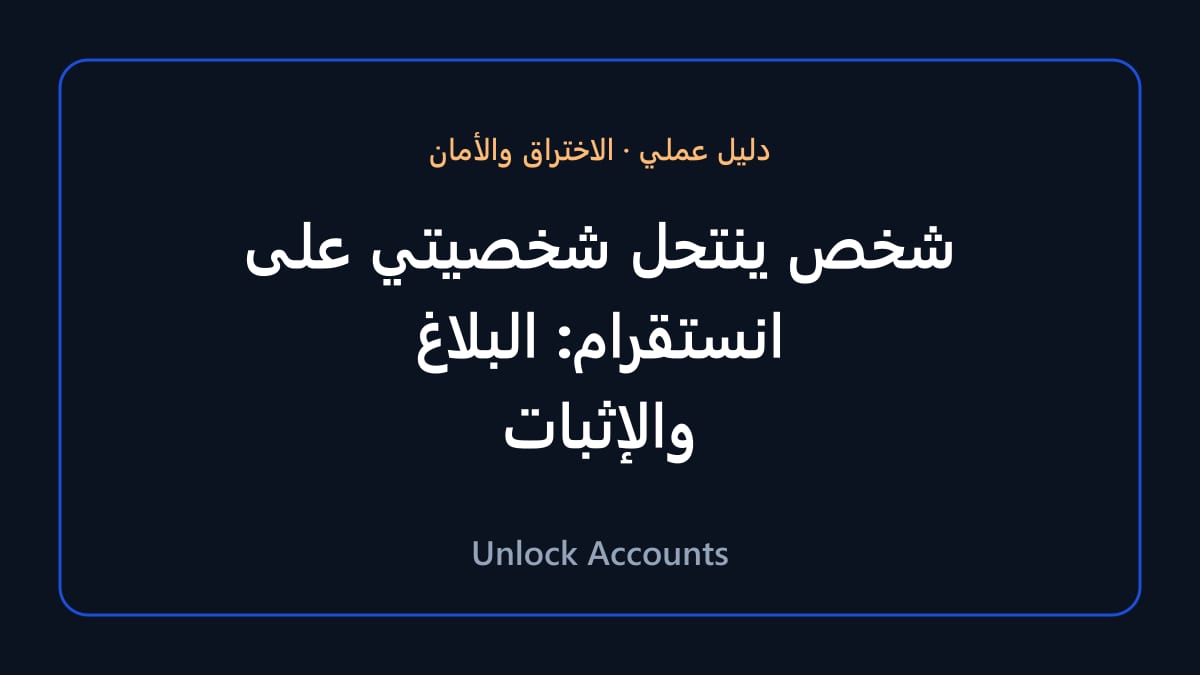 دليل عملي · الاختراق والأمان
شخص ينتحل شخصيتي على
انستقرام: البلاغ
والإثبات
Unlock Accounts